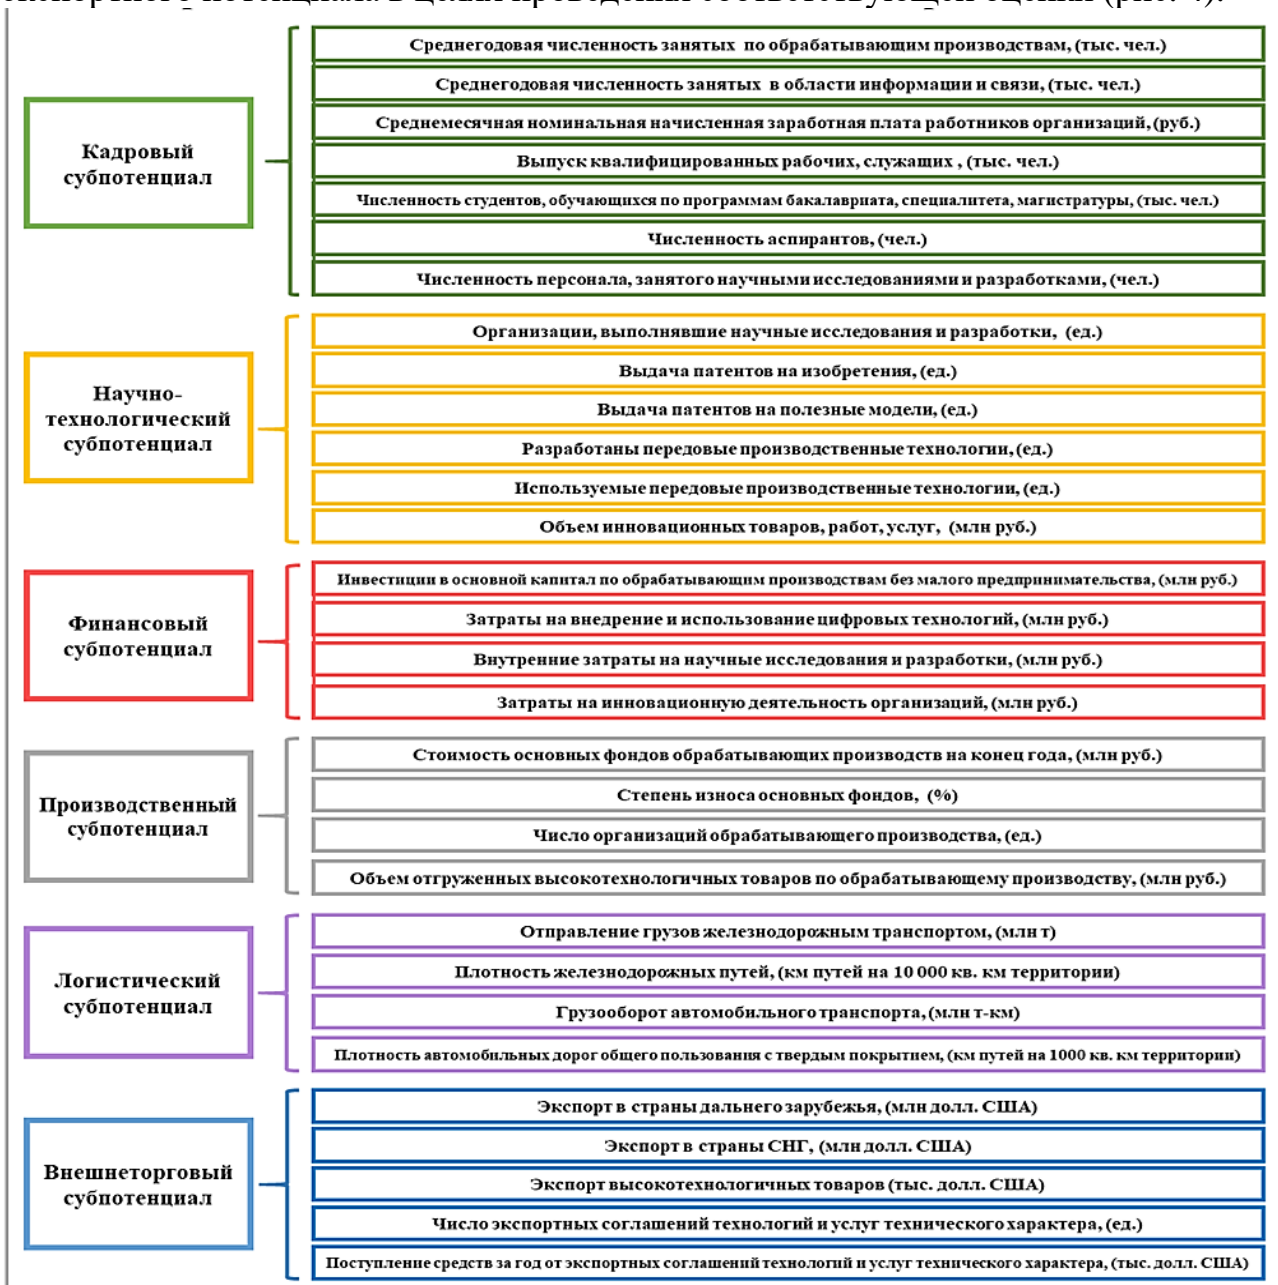 экспортного потенциала в целях проведения соответствующей оценки (рис. 4).
Кадровый
субпотенциал
Среднегодовая численность занятых по обрабатывающим производствам, (тыс. чел.)
Среднегодовая численность занятых в области информации и связи, (тыс. чел.)
Среднемесячная номинальная начисленная заработная плата работников организаций, (руб.)
Выпуск квалифицированных рабочих, служащих , (тыс. чел.)
Численность студентов, обучающихся по программам бакалавриата, специалитета, магистратуры, (тыс. чел.)
Численность аспирантов, (чел.)
Численность персонала, занятого научными исследованиями и разработками, (чел.)
Научно-
технологический
субпотенциал
Организации, выполнявшие научные исследования и разработки, (ед.)
Выдача патентов на изобретения, (ед.)
Выдача патентов на полезные модели, (ед.)
Разработаны передовые производственные технологии, (ед.)
Используемые передовые производственные технологии, (ед.)
Объем инновационных товаров, работ, услуг, (млн руб.)
Финансовый
субпотенциал
Инвестиции в основной капитал по обрабатывающим производствам без малого предпринимательства, (млн руб.)
Затраты на внедрение и использование цифровых технологий, (млн руб.)
Внутренние затраты на научные исследования и разработки, (млн руб.)
Затраты на инновационную деятельность организаций, (млн руб.)
Производственный
субпотенциал
Стоимость основных фондов обрабатывающих производств на конец года, (млн руб.)
Степень износа основных фондов, (%)
Число организаций обрабатывающего производства, (ед.)
Объем отгруженных высокотехнологичных товаров по обрабатывающему производству, (млн руб.)
Логистический
субпотенциал
Отправление грузов железнодорожным транспортом, (млн т)
Плотность железнодорожных путей, (км путей на 10 000 кв. км территории)
Грузооборот автомобильного транспорта, (млн т-км)
Плотность автомобильных дорог общего пользования с твердым покрытием, (км путей на 1000 кв. км территории)
Внешнеторговый
субпотенциал
Экспорт в страны дальнего зарубежья, (млн долл. США)
Экспорт в страны СНГ, (млн долл. США)
Экспорт высокотехнологичных товаров (тыс. долл. США)
Число экспортных соглашений технологий и услуг технического характера, (ед.)
Поступление средств за год от экспортных соглашений технологий и услуг технического характера, (тыс. долл. США)